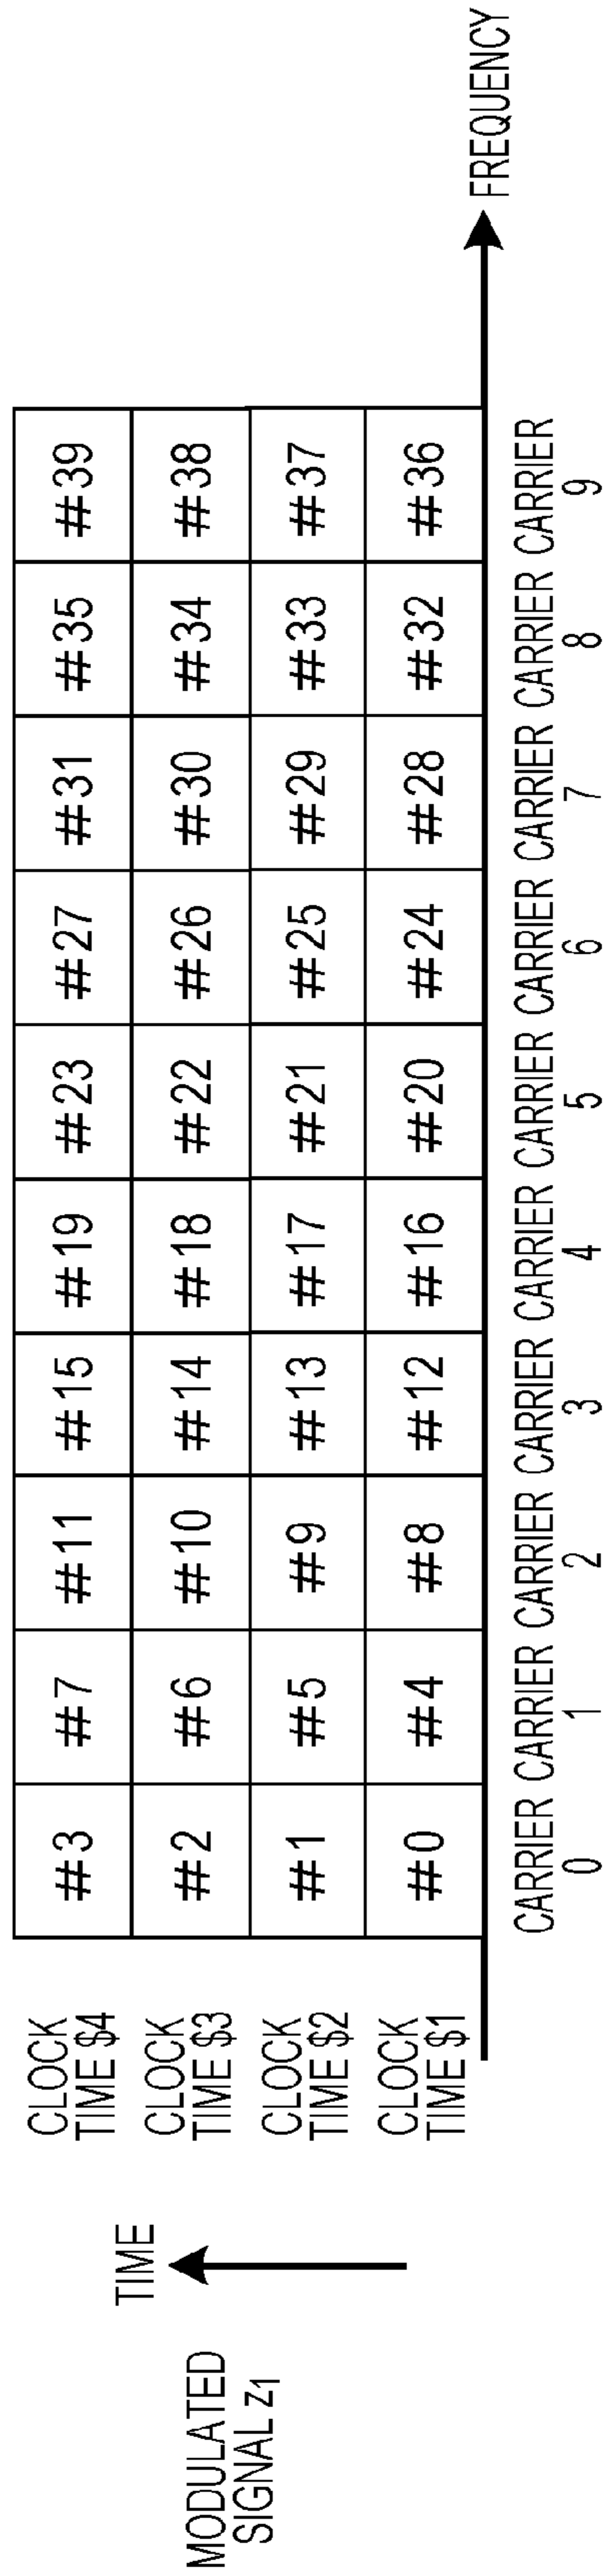 MODULATED
SIGNAL z1
TIME
CLOCK
TIME $4
#3 #7 #11 #15 #19 #23 #27 #31 #35 #39
CLOCK
TIME $3
#2 #6 #10 #14 #18 #22 #26 #30 #34 #38
CLOCK
TIME $2
#1 #5 #9 #13 #17 #21 #25 #29 #33 #37
CLOCK
TIME $1
#0 #4 #8 #12 #16 #20 #24 #28 #32 #36
FREQUENCY
CARRIER CARRIER CARRIER CARRIER CARRIER CARRIER CARRIER CARRIER CARRIER CARRIER
0 1 2 3 4 5 6 7 8 9